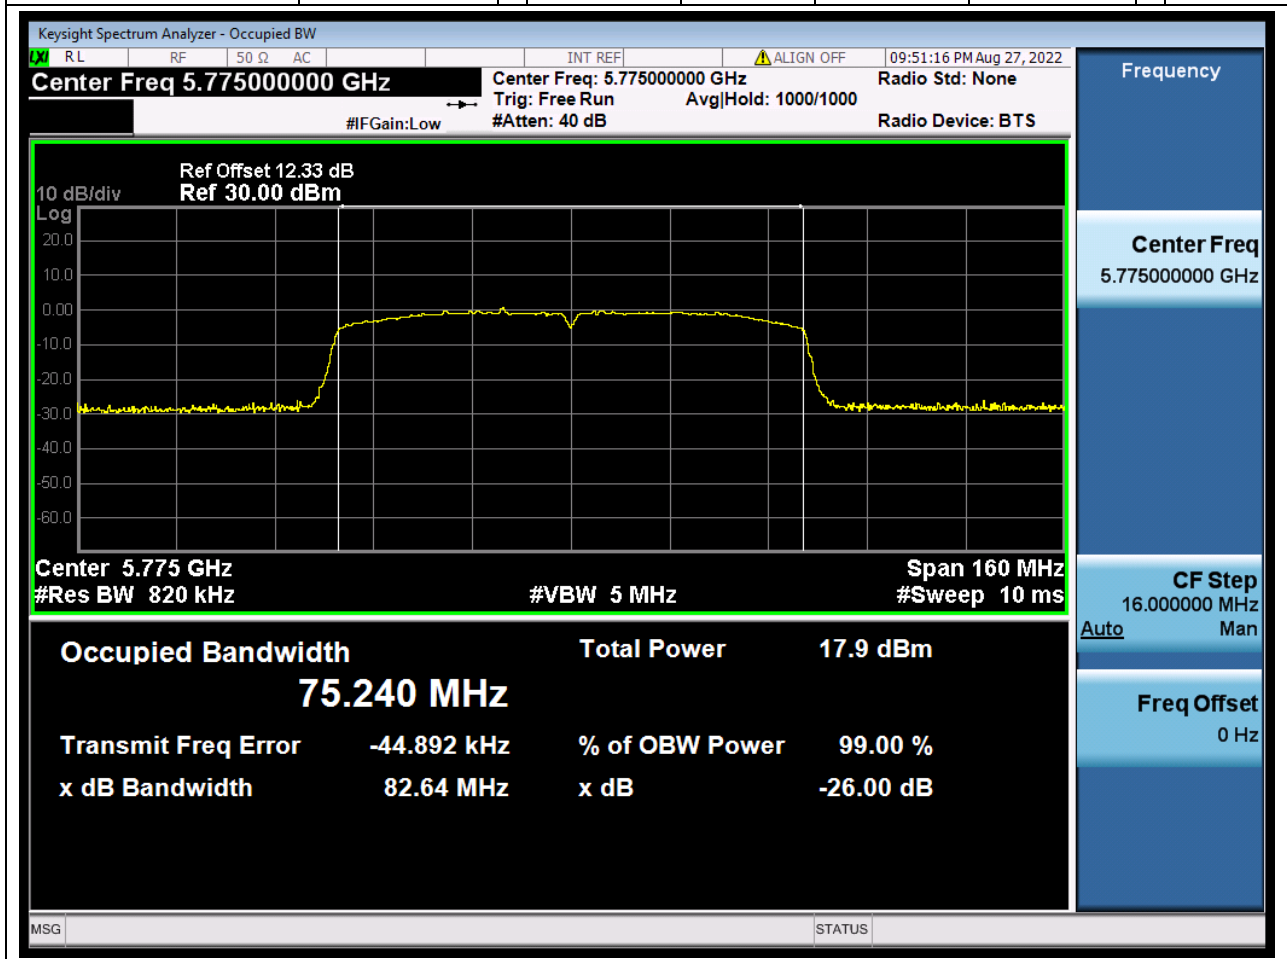 Keysight Spectrum Analyzer - Occupied BW
LXI RL RF 50 Ω AC INT REF ALIGN OFF 09:51:16 PM Aug 27, 2022
Center Freq 5.775000000 GHz
#IFGain:Low
Center Freq: 5.775000000 GHz
Trig: Free Run Avg|Hold: 1000/1000
#Atten: 40 dB
Radio Std: None
Radio Device: BTS
Ref Offset 12.33 dB
10 dB/div Ref 30.00 dBm
Log
20.0
10.0
0.00
-10.0
-20.0
-30.0
-40.0
-50.0
-60.0
Center 5.775 GHz Span 160 MHz
#Res BW 820 kHz #VBW 5 MHz #Sweep 10 ms
Occupied Bandwidth Total Power 17.9 dBm
75.240 MHz
Transmit Freq Error -44.892 kHz % of OBW Power 99.00 %
x dB Bandwidth 82.64 MHz x dB -26.00 dB
Frequency
Center Freq
5.775000000 GHz
CF Step
16.000000 MHz
Auto Man
Freq Offset
0 Hz
MSG STATUS